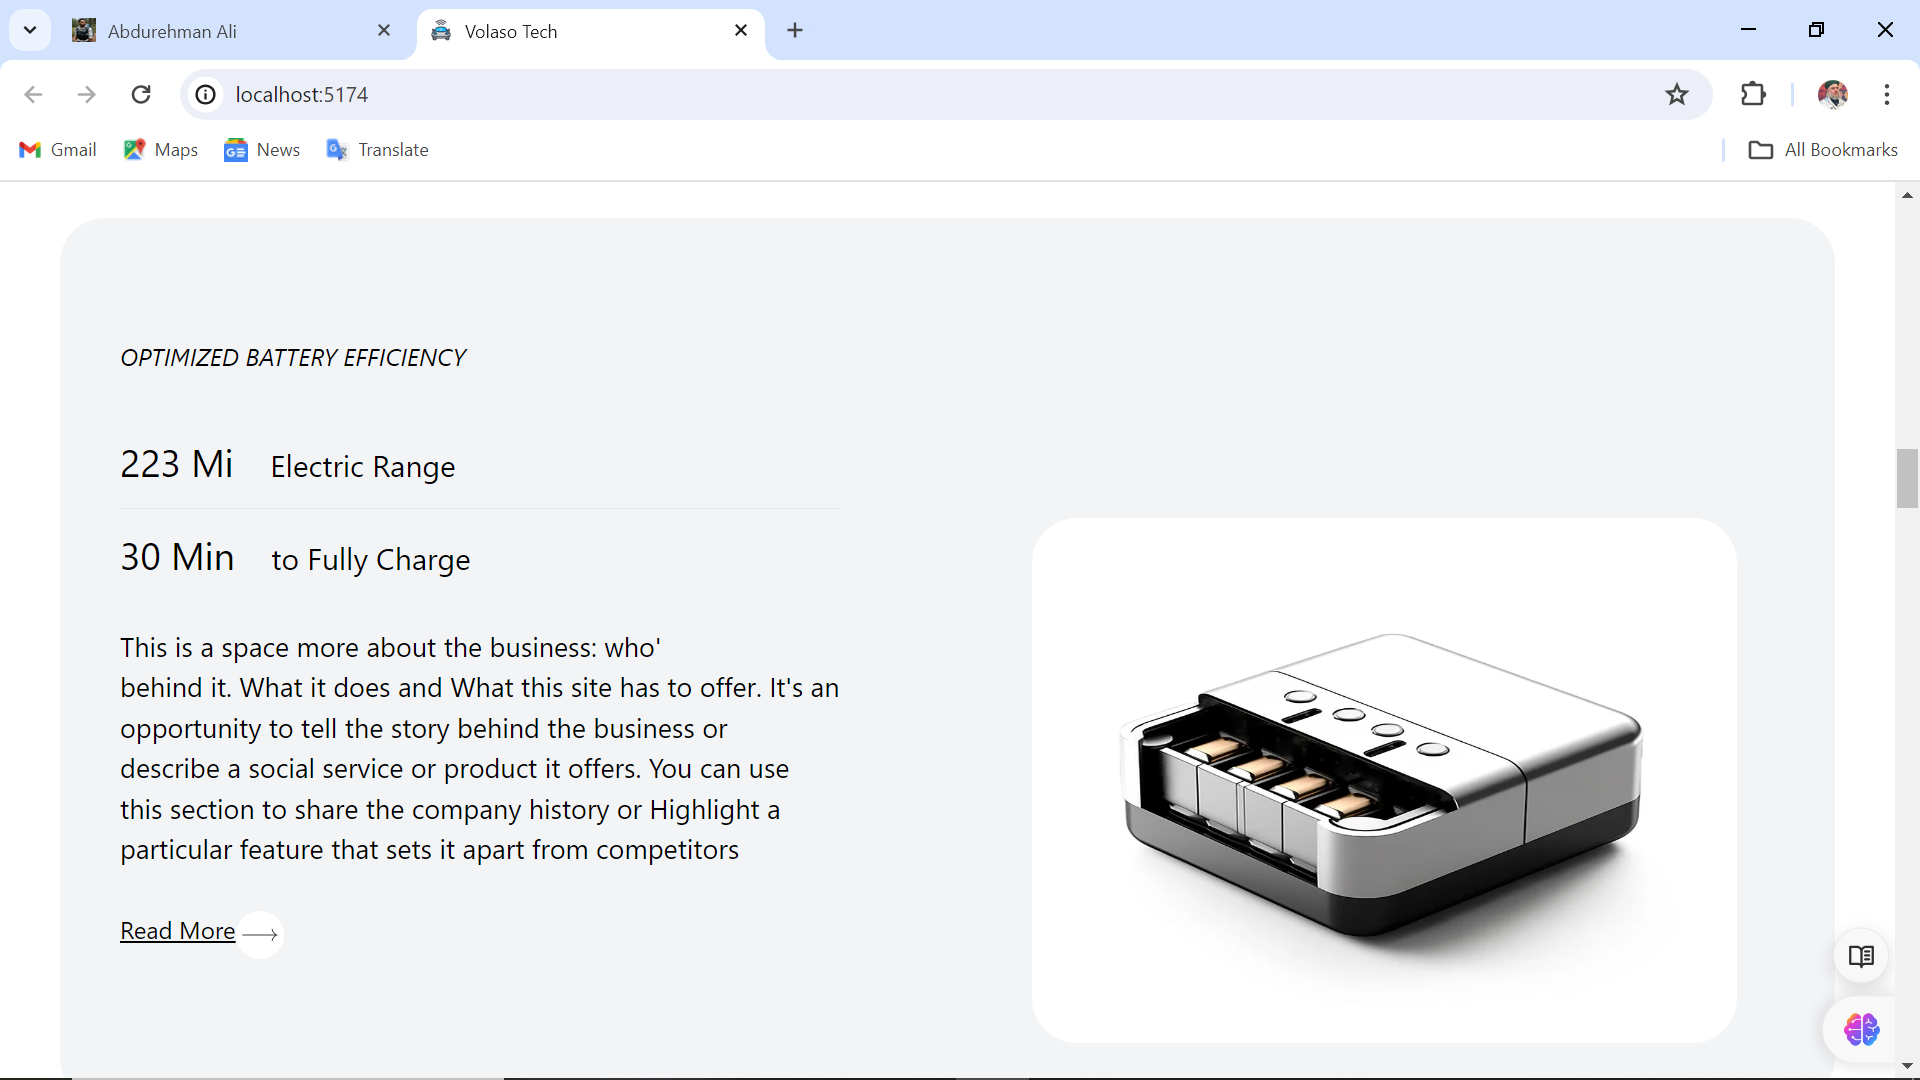 Abdurehman Ali
Volaso Tech
localhost:5174
Gmail
Maps
News
Translate
All Bookmarks
OPTIMIZED BATTERY EFFICIENCY
223 Mi Electric Range
30 Min to Fully Charge
This is a space more about the business: who'
behind it. What it does and What this site has to offer. It's an
opportunity to tell the story behind the business or
describe a social service or product it offers. You can use
this section to share the company history or Highlight a
particular feature that sets it apart from competitors
Read More